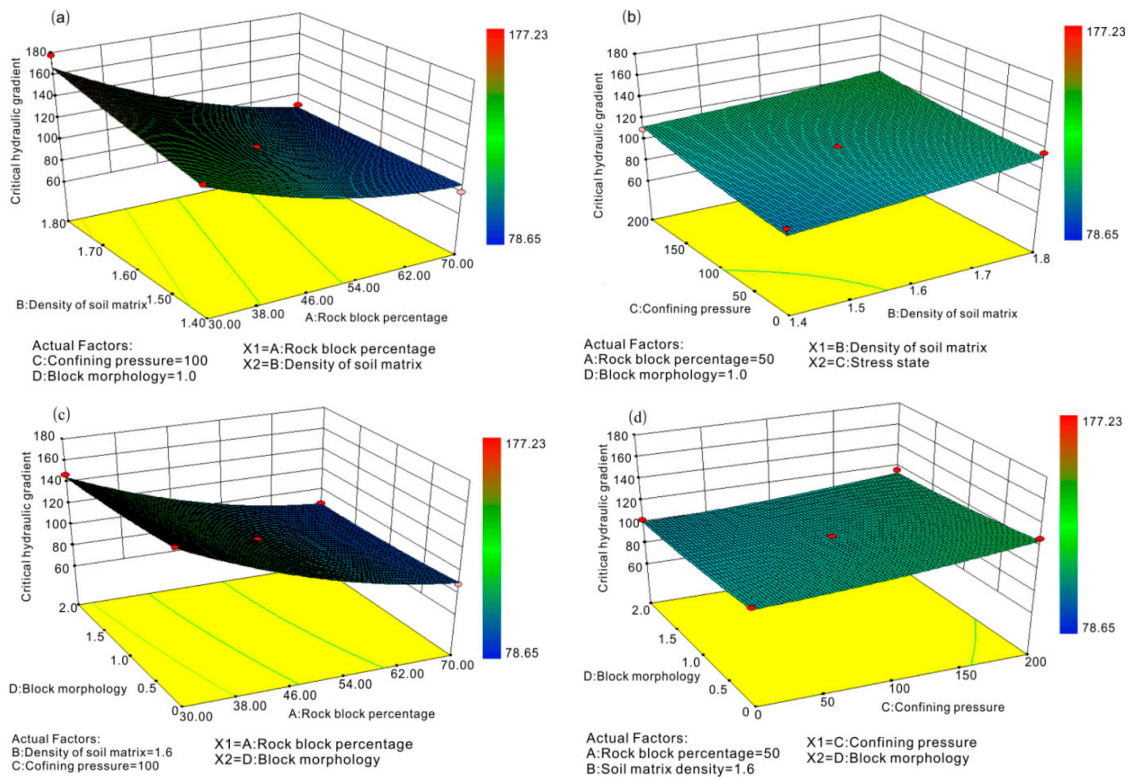 (a)
Critical hydraulic gradient
180
160
140
120
100
80
60
1.80
1.70
1.60
1.50
1.40
B:Density of soil matrix
30.00
38.00
46.00
54.00
62.00
70.00
A:Rock block percentage
177.23
78.65
Actual Factors:
C:Confining pressure=100
D:Block morphology=1.0
X1=A:Rock block percentage
X2=B:Density of soil matrix
(b)
Critical hydraulic gradient
180
160
140
120
100
80
60
200
150
100
50
0
C:Confining pressure
1.4
1.5
1.6
1.7
1.8
B:Density of soil matrix
177.23
78.65
Actual Factors:
A:Rock block percentage=50
D:Block morphology=1.0
X1=B:Density of soil matrix
X2=C:Stress state
(c)
Critical hydraulic gradient
180
160
140
120
100
80
60
2.0
1.5
1.0
0.5
0
D:Block morphology
30.00
38.00
46.00
54.00
62.00
70.00
A:Rock block percentage
177.23
78.65
Actual Factors:
B:Density of soil matrix=1.6
C:Cofining pressure=100
X1=A:Rock block percentage
X2=D:Block morphology
(d)
Critical hydraulic gradient
180
160
140
120
100
80
60
2.0
1.5
1.0
0.5
0
D:Block morphology
0
50
100
150
200
C:Confining pressure
177.23
78.65
Actual Factors:
A:Rock block percentage=50
B:Soil matrix density=1.6
X1=C:Confining pressure
X2=D:Block morphology